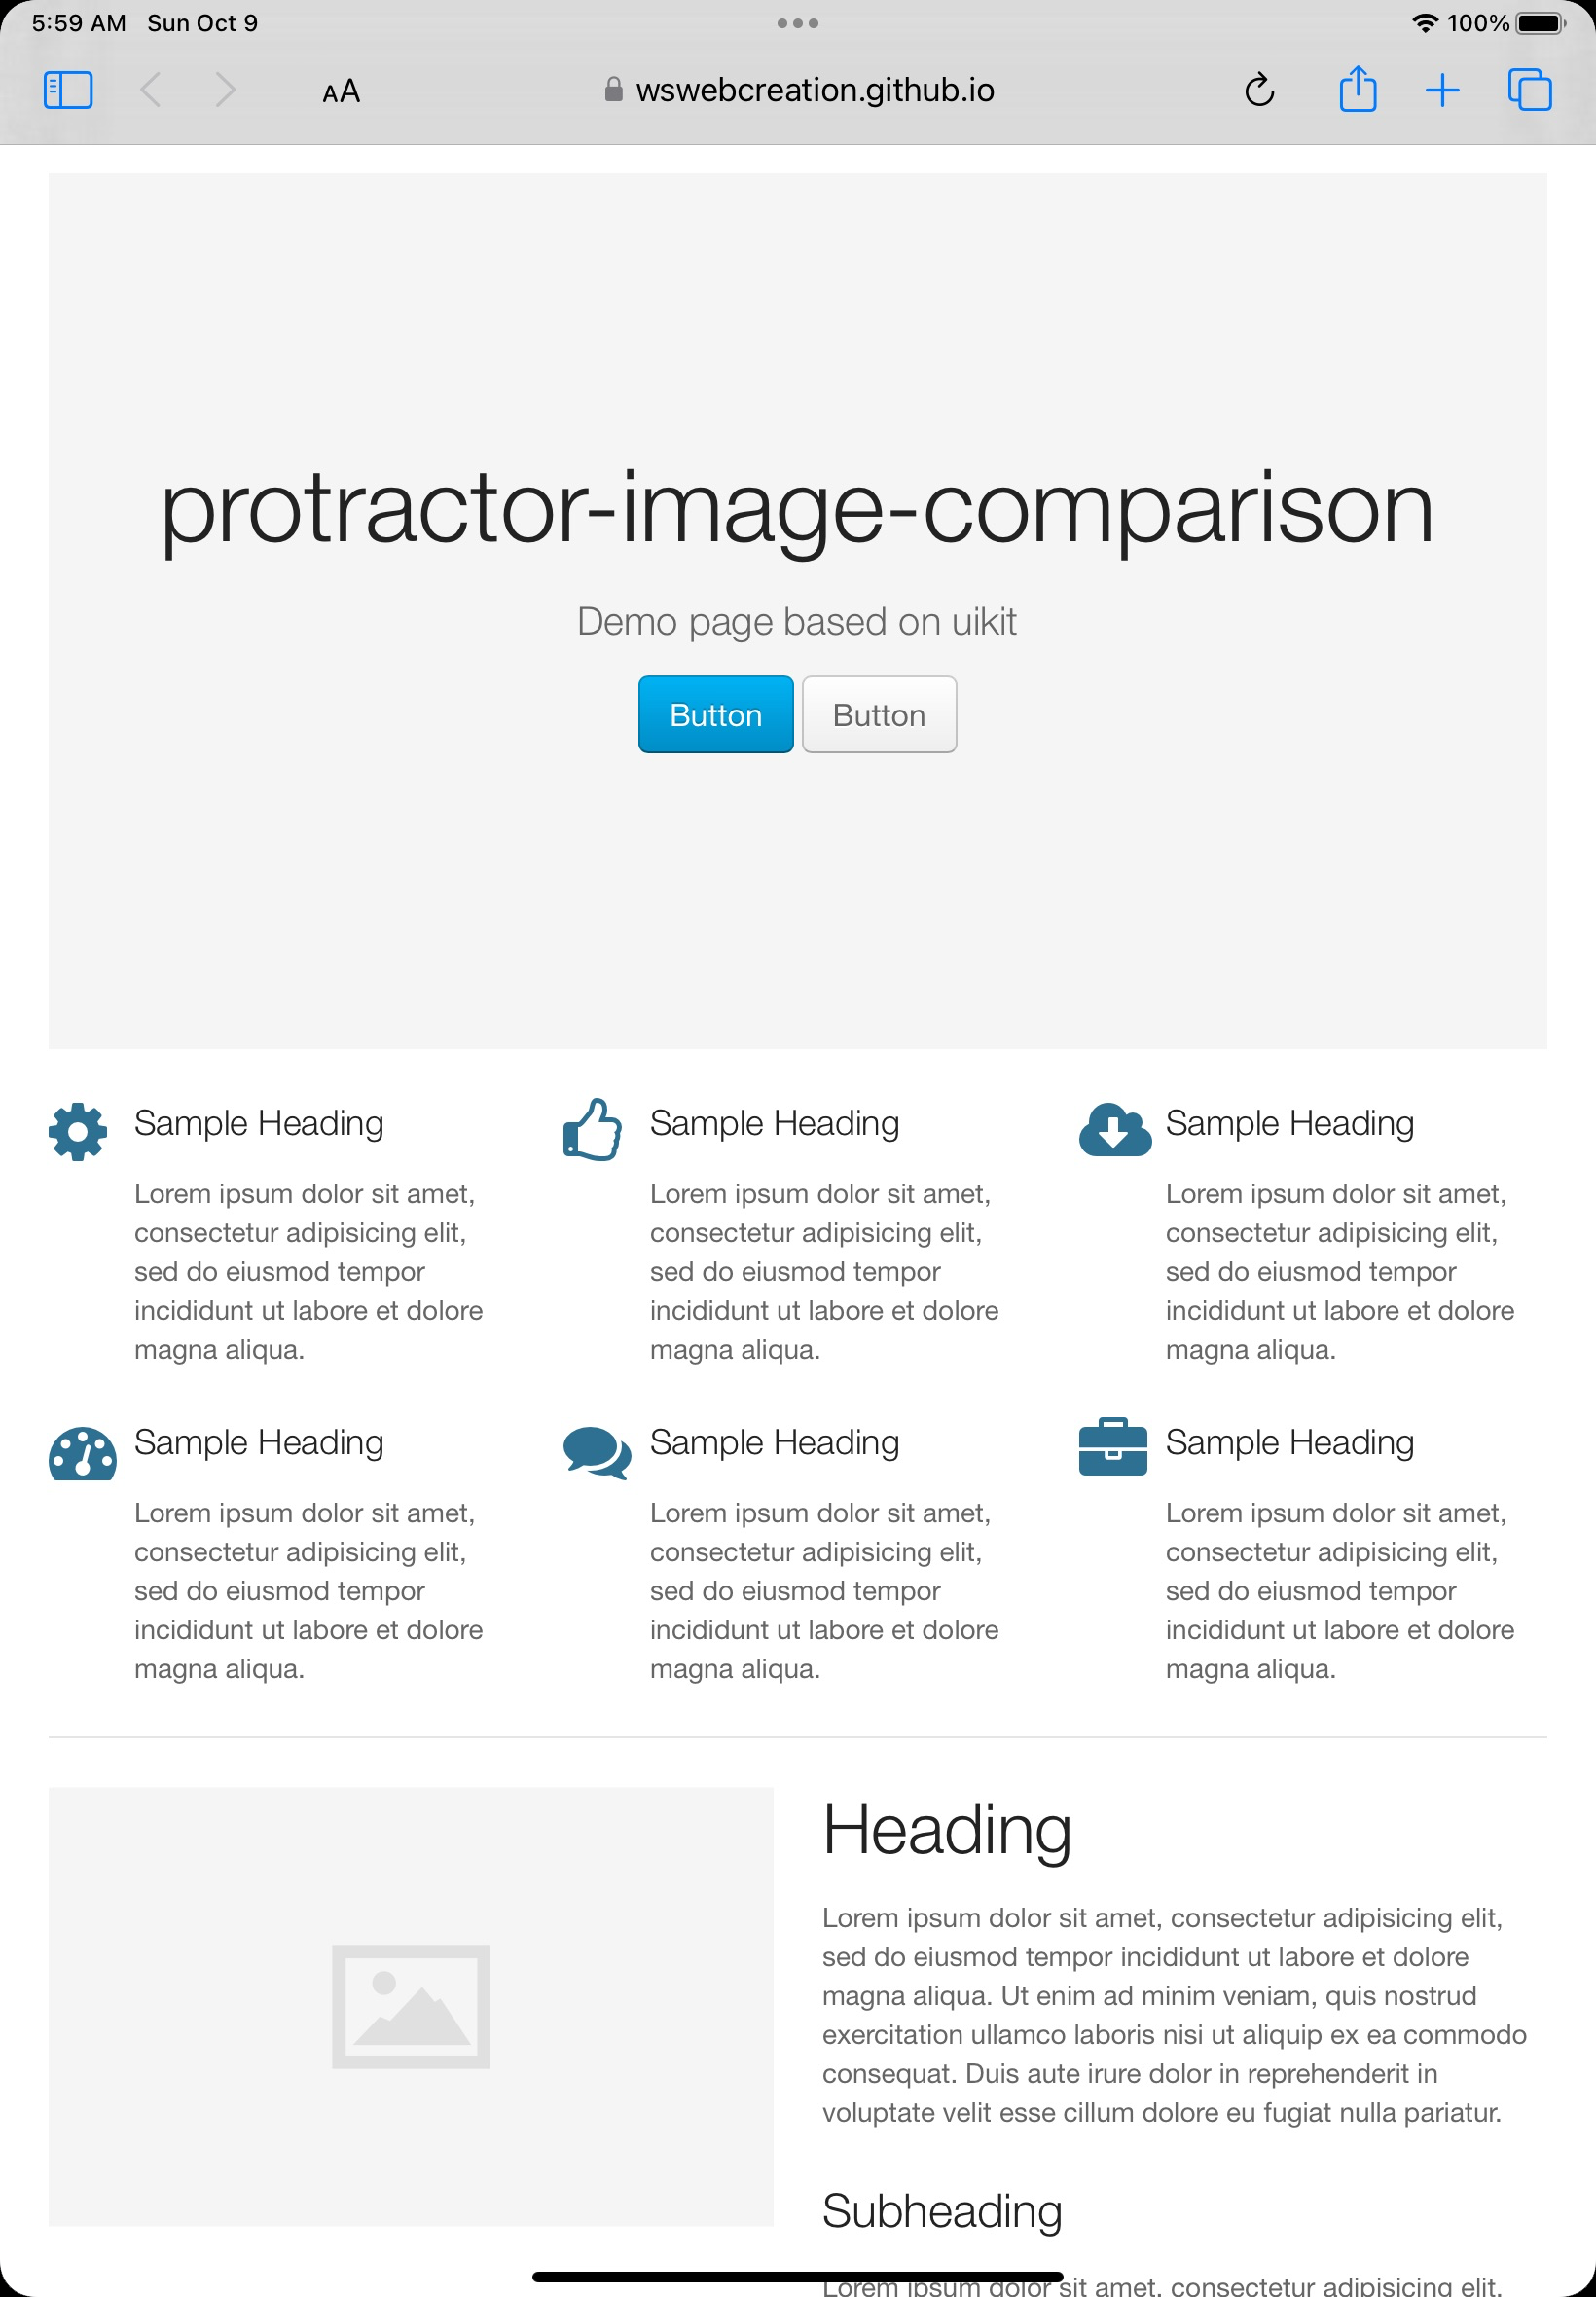 5:59 AM Sun Oct 9
100%
AA
wswebcreation.github.io
protractor-image-comparison
Demo page based on uikit
Button
Button
Sample Heading
Lorem ipsum dolor sit amet,
consectetur adipisicing elit,
sed do eiusmod tempor
incididunt ut labore et dolore
magna aliqua.
Sample Heading
Lorem ipsum dolor sit amet,
consectetur adipisicing elit,
sed do eiusmod tempor
incididunt ut labore et dolore
magna aliqua.
Sample Heading
Lorem ipsum dolor sit amet,
consectetur adipisicing elit,
sed do eiusmod tempor
incididunt ut labore et dolore
magna aliqua.
Sample Heading
Lorem ipsum dolor sit amet,
consectetur adipisicing elit,
sed do eiusmod tempor
incididunt ut labore et dolore
magna aliqua.
Sample Heading
Lorem ipsum dolor sit amet,
consectetur adipisicing elit,
sed do eiusmod tempor
incididunt ut labore et dolore
magna aliqua.
Sample Heading
Lorem ipsum dolor sit amet,
consectetur adipisicing elit,
sed do eiusmod tempor
incididunt ut labore et dolore
magna aliqua.
Heading
Lorem ipsum dolor sit amet, consectetur adipisicing elit,
sed do eiusmod tempor incididunt ut labore et dolore
magna aliqua. Ut enim ad minim veniam, quis nostrud
exercitation ullamco laboris nisi ut aliquip ex ea commodo
consequat. Duis aute irure dolor in reprehenderit in
voluptate velit esse cillum dolore eu fugiat nulla pariatur.
Subheading
Lorem ipsum dolor sit amet, consectetur adipisicing elit,